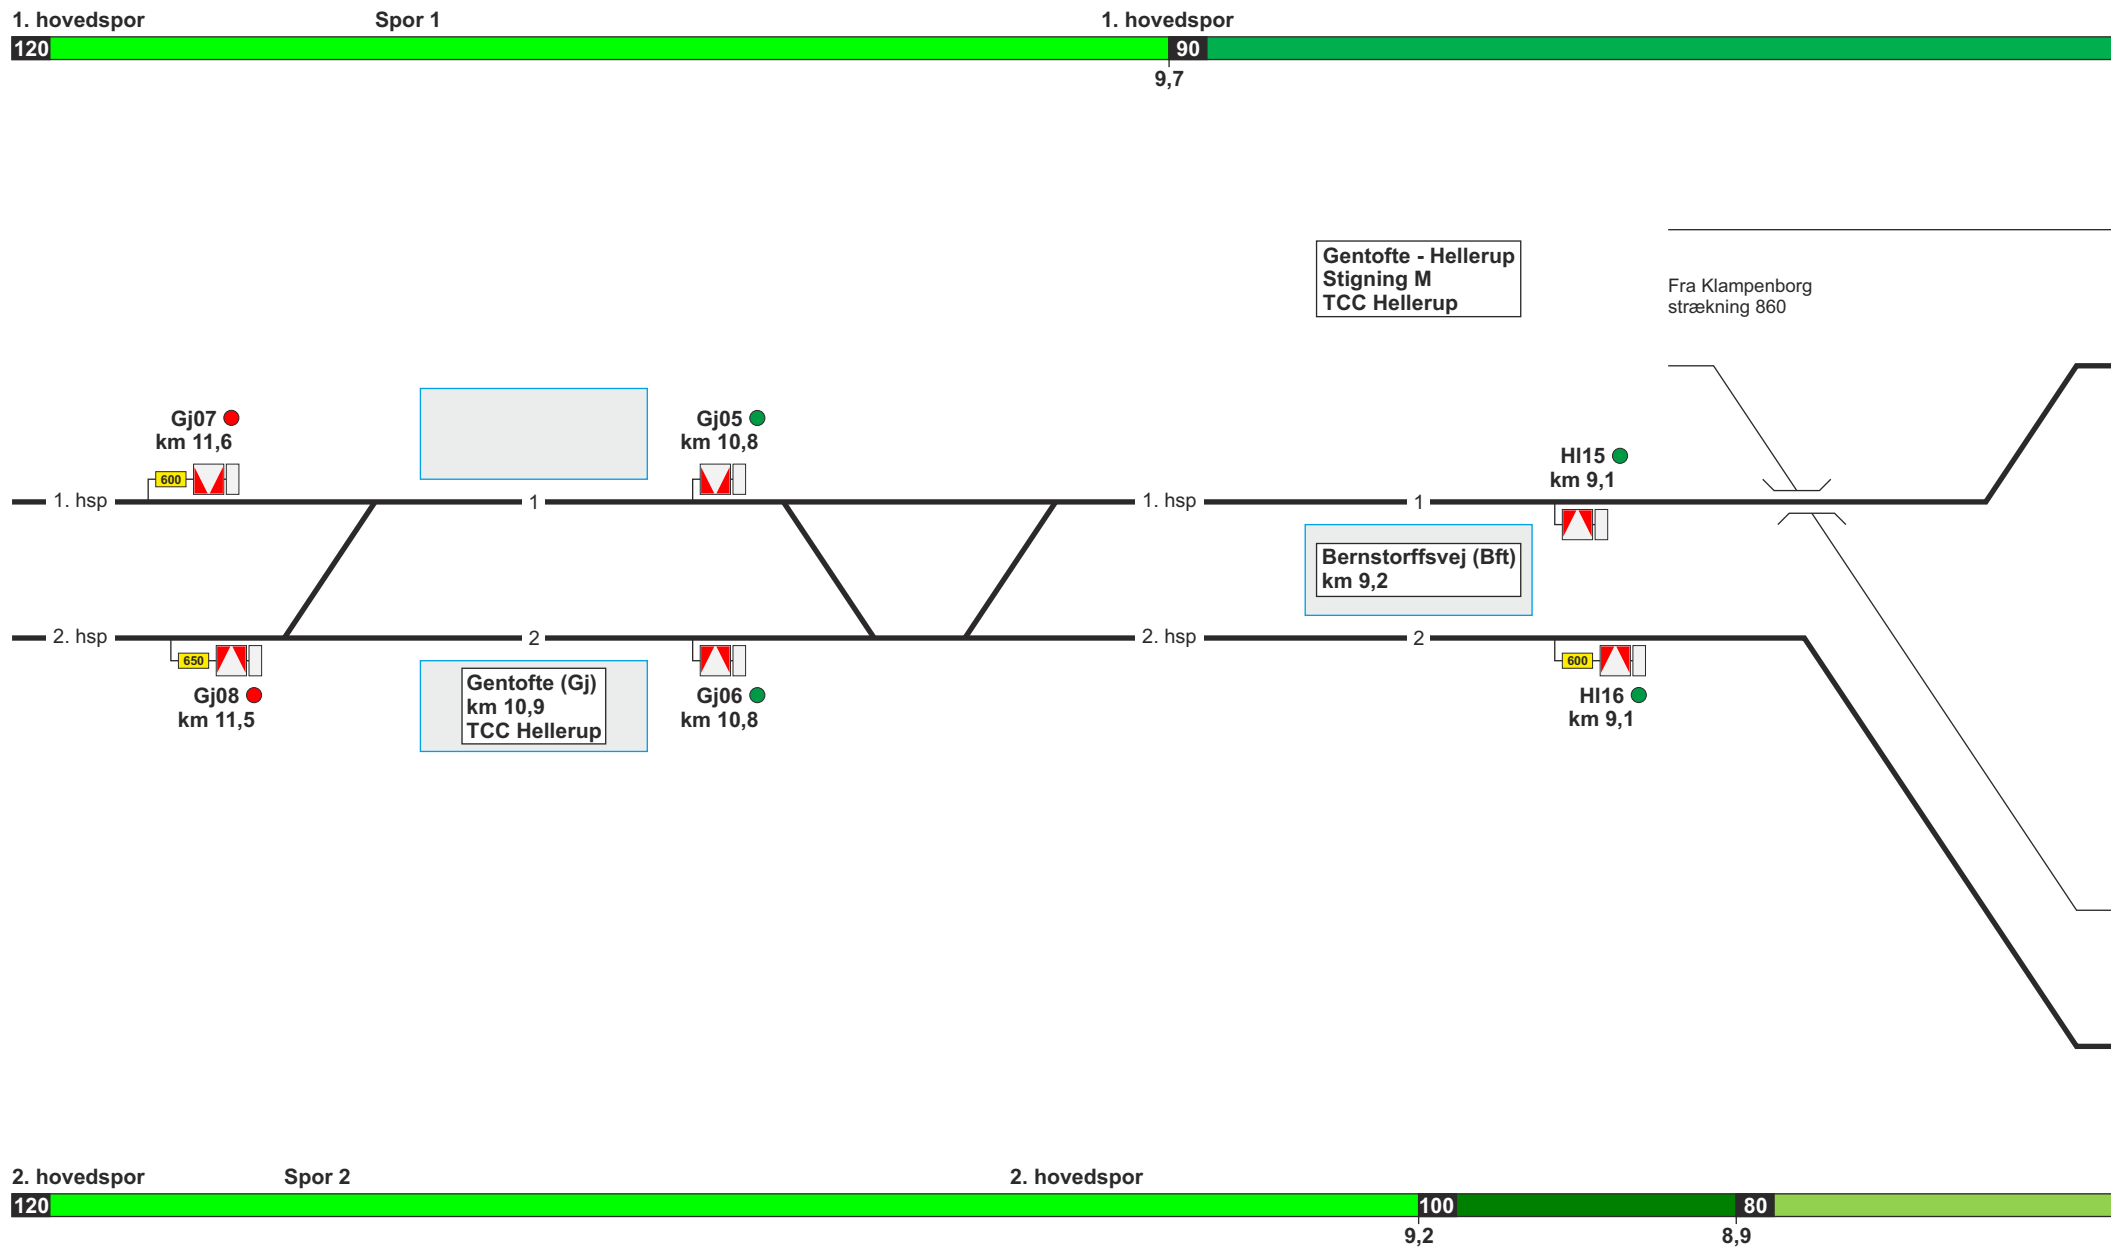 1. hovedspor Spor 1 1. hovedspor
120 90
9,7
Gentofte - Hellerup
Stigning M
TCC Hellerup
Fra Klampenborg
strækning 860
Gj07
km 11,6
600
Gj05
km 10,8
Hl15
km 9,1
1. hsp 1 1. hsp 1
Bernstorffsvej (Bft)
km 9,2
2. hsp 2 2. hsp 2
650
Gj08
km 11,5
Gentofte (Gj)
km 10,9
TCC Hellerup
Gj06
km 10,8
600
Hl16
km 9,1
2. hovedspor Spor 2 2. hovedspor
120 100 80
9,2 8,9